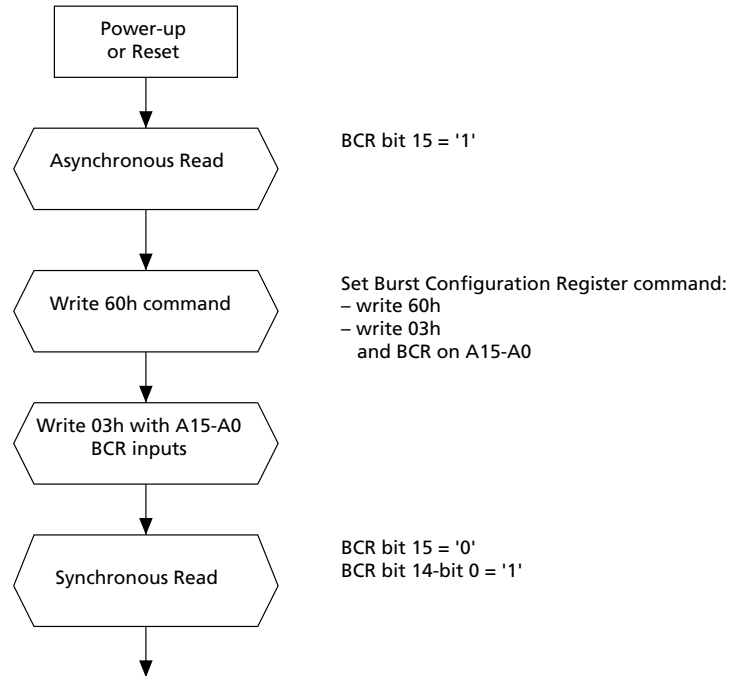 Power-up
or Reset
Asynchronous Read
BCR bit 15 = '1'
Write 60h command
Set Burst Configuration Register command:
– write 60h
– write 03h
and BCR on A15-A0
Write 03h with A15-A0
BCR inputs
Synchronous Read
BCR bit 15 = '0'
BCR bit 14-bit 0 = '1'